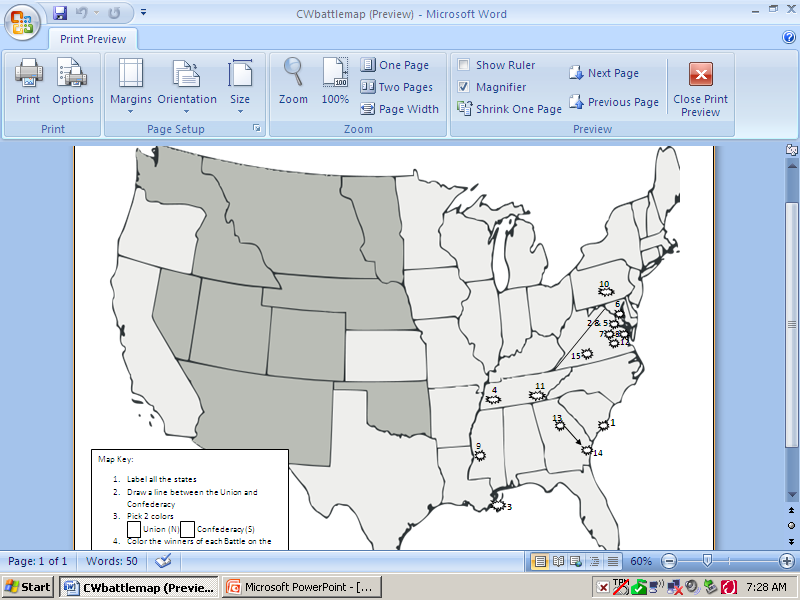 CWbattlemap (Preview) - Microsoft Word
Print Preview
Print
Options
Margins
Orientation
Size
Zoom
100%
One Page
Two Pages
Page Width
Show Ruler
Magnifier
Shrink One Page
Next Page
Previous Page
Close Print
Preview
Print
Page Setup
Zoom
Preview
10
6
2 & 5
7
8
12
15
4
11
13
1
9
14
3
Map Key:
1. Label all the states
2. Draw a line between the Union and
Confederacy
3. Pick 2 colors
Union (N) Confederacy (S)
4. Color the winners of each Battle on the
Page: 1 of 1 Words: 50 60%
Start CWbattlemap (Previe... Microsoft PowerPoint - [... 7:28 AM